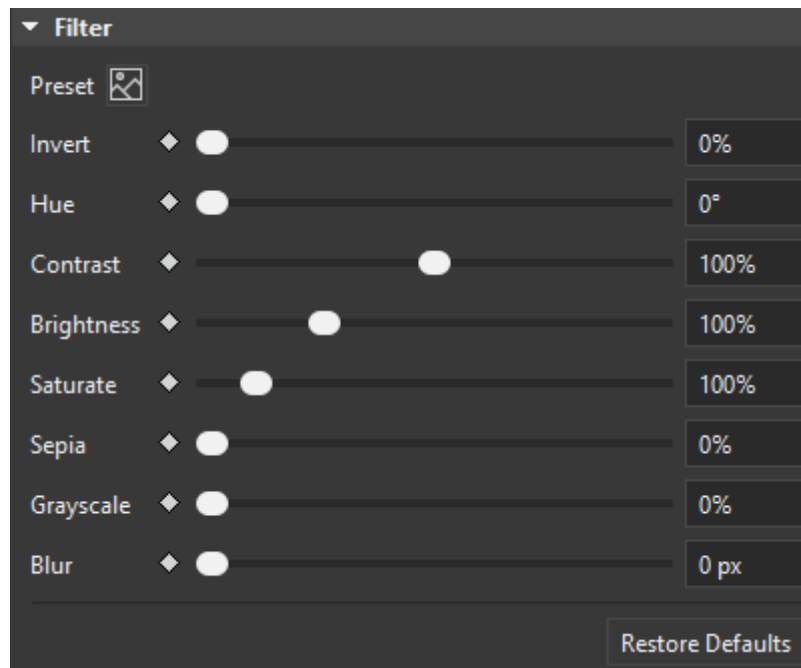 Filter
Preset
Invert 0%
Hue 0°
Contrast 100%
Brightness 100%
Saturate 100%
Sepia 0%
Grayscale 0%
Blur 0 px
Restore Defaults